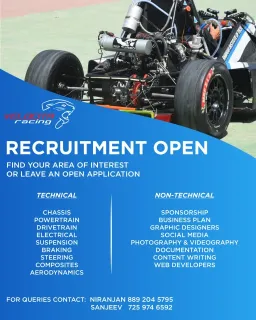 racing
RECRUITMENT OPEN
FIND YOUR AREA OF INTEREST
OR LEAVE AN OPEN APPLICATION
TECHNICAL
CHASSIS
POWERTRAIN
DRIVETRAIN
ELECTRICAL
SUSPENSION
BRAKING
STEERING
COMPOSITES
AERODYNAMICS
NON-TECHNICAL
SPONSORSHIP
BUSINESS PLAN
GRAPHIC DESIGNERS
SOCIAL MEDIA
PHOTOGRAPHY & VIDEOGRAPHY
DOCUMENTATION
CONTENT WRITING
WEB DEVELOPERS
FOR QUERIES CONTACT: NIRANJAN 889 204 5795
SANJEEV 725 974 6592